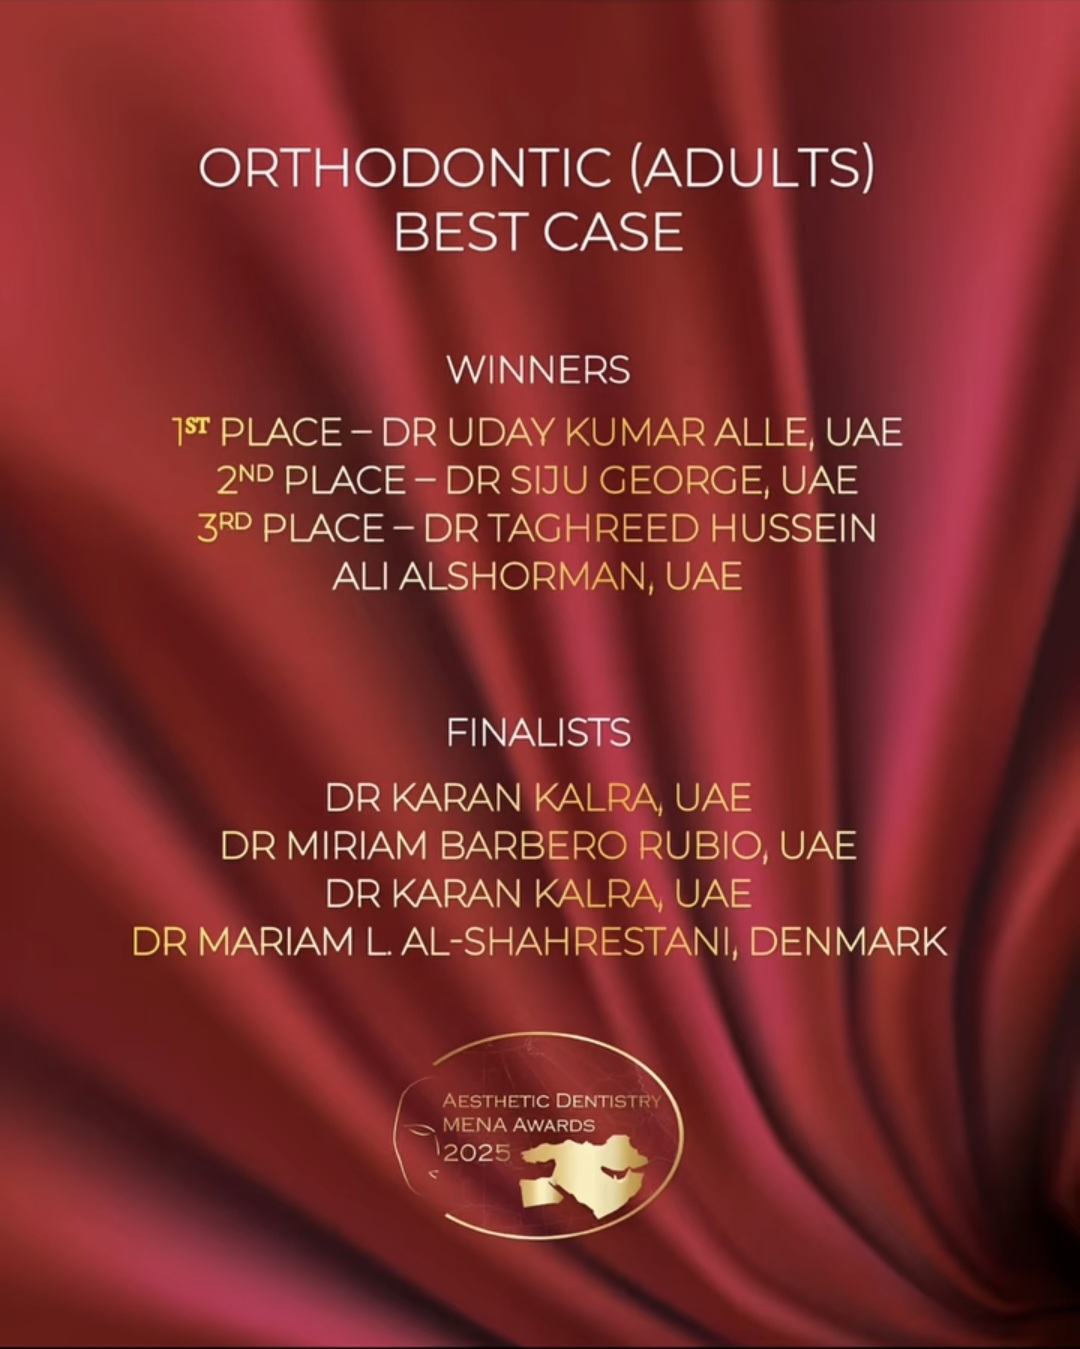 ORTHODONTIC (ADULTS)
BEST CASE
WINNERS
1ST PLACE – DR UDAY KUMAR ALLE, UAE
2ND PLACE – DR SIJU GEORGE, UAE
3RD PLACE – DR TAGHREED HUSSEIN
ALI ALSHORMAN, UAE
FINALISTS
DR KARAN KALRA, UAE
DR MIRIAM BARBERO RUBIO, UAE
DR KARAN KALRA, UAE
DR MARIAM L. AL-SHAHRESTANI, DENMARK
AESTHETIC DENTISTRY
MENA AWARDS
2025